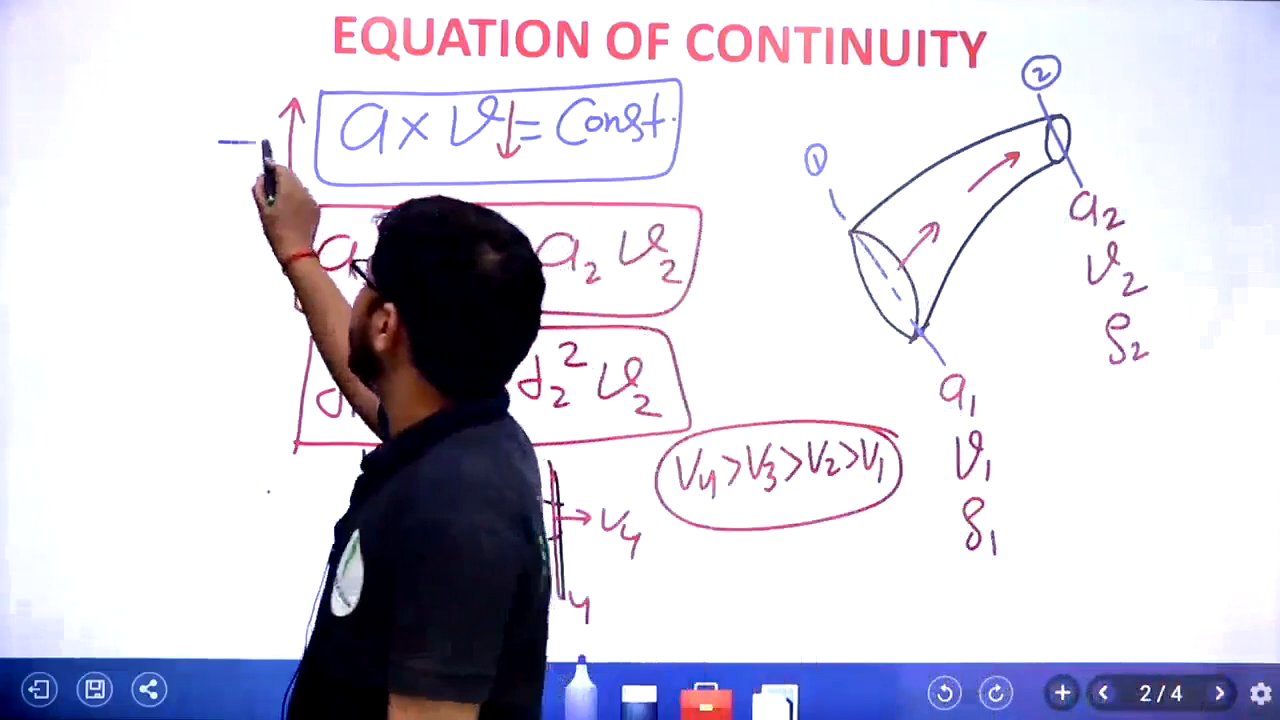 EQUATION OF CONTINUITY
a × v = Const.
a₂ v₂
d₂² v₂
V₄ > V₃ > V₂ > V₁
V₄
4
1
2
a₂
v₂
ρ₂
a₁
v₁
ρ₁
2 / 4